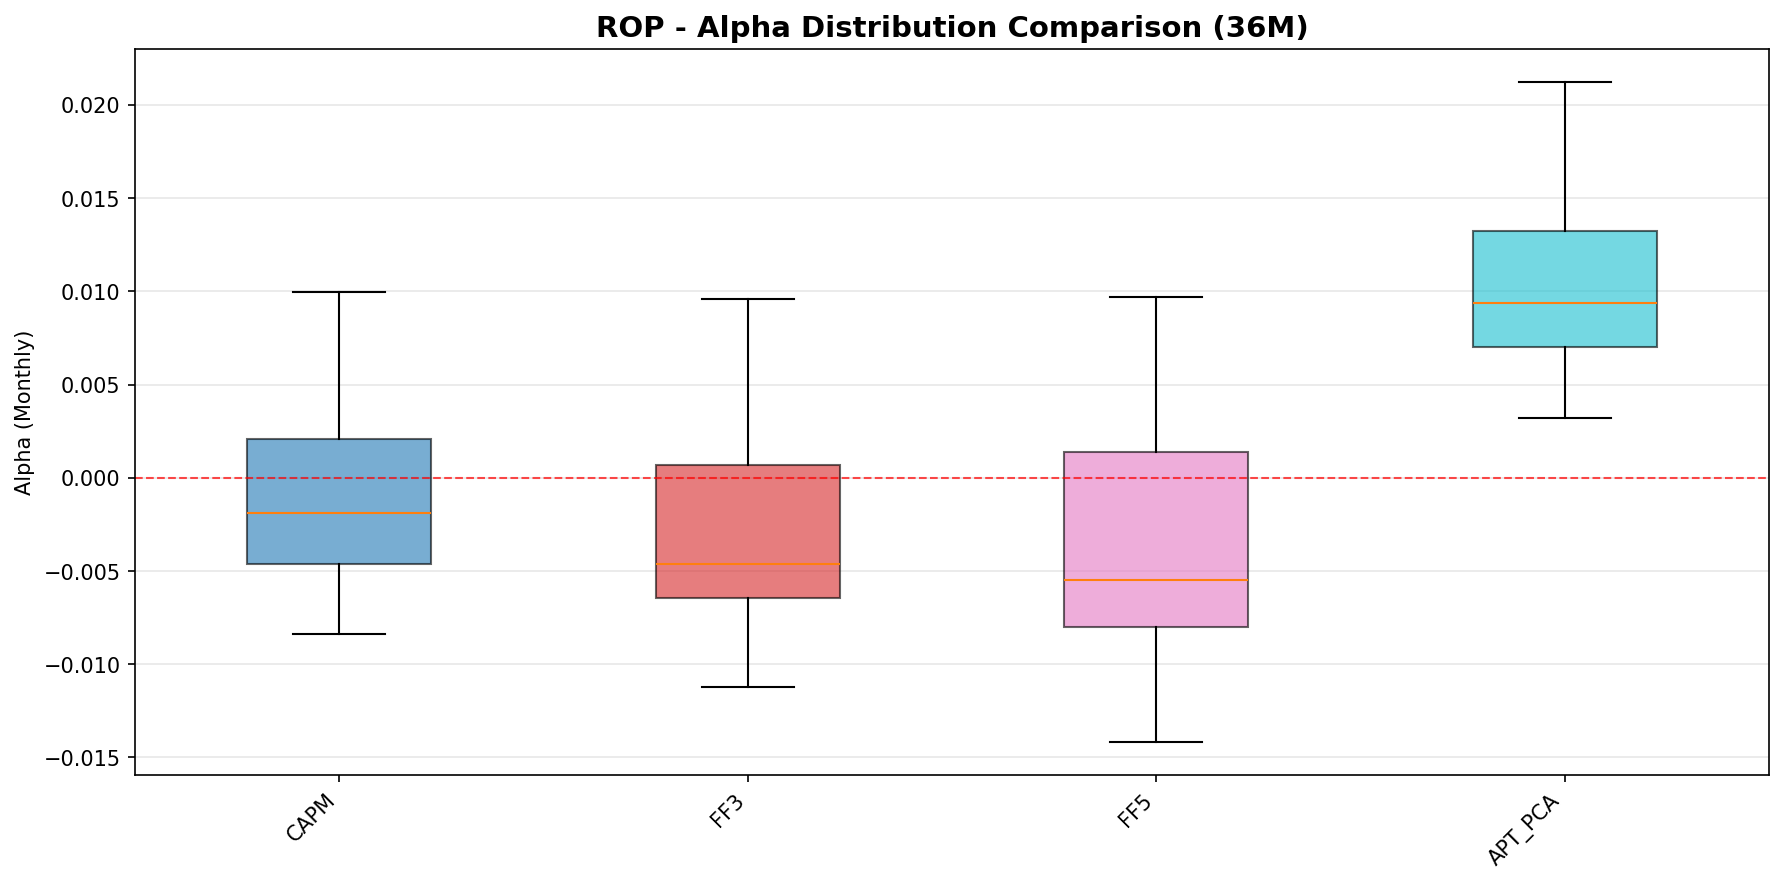 ROP - Alpha Distribution Comparison (36M)
Alpha (Monthly)
0.020
0.015
0.010
0.005
0.000
−0.005
−0.010
−0.015
CAPM
FF3
FF5
APT_PCA